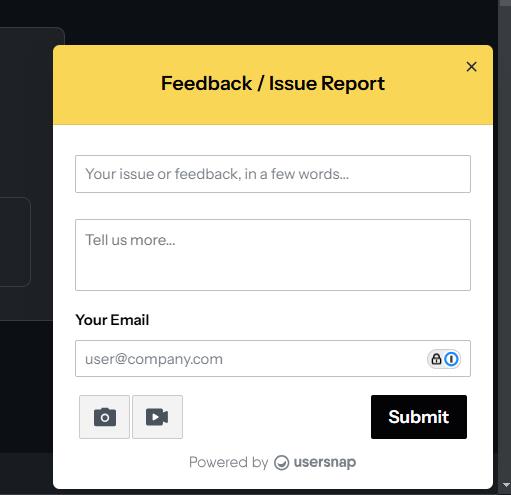 Feedback / Issue Report
Your issue or feedback, in a few words...
Tell us more...
Your Email
user@company.com
Submit
Powered by usersnap